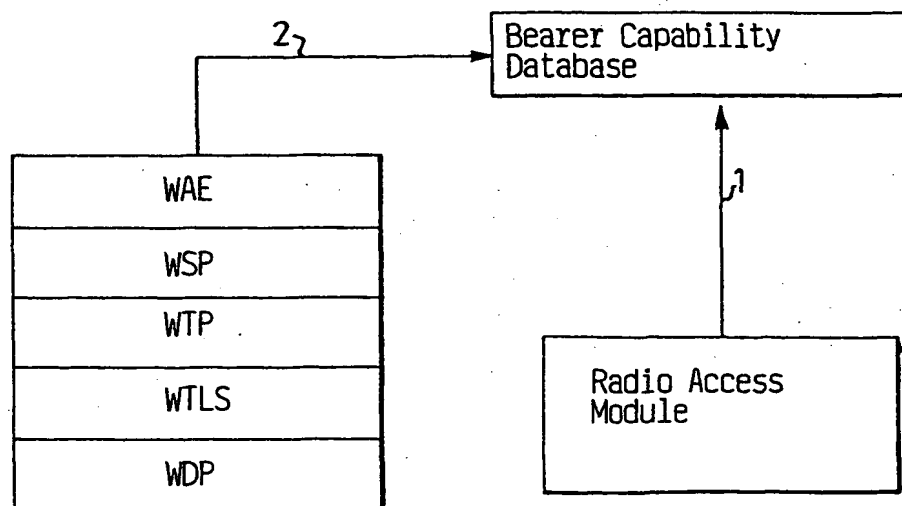 2
Bearer Capability
Database
1
WAE
WSP
WTP
WTLS
WDP
Radio Access
Module